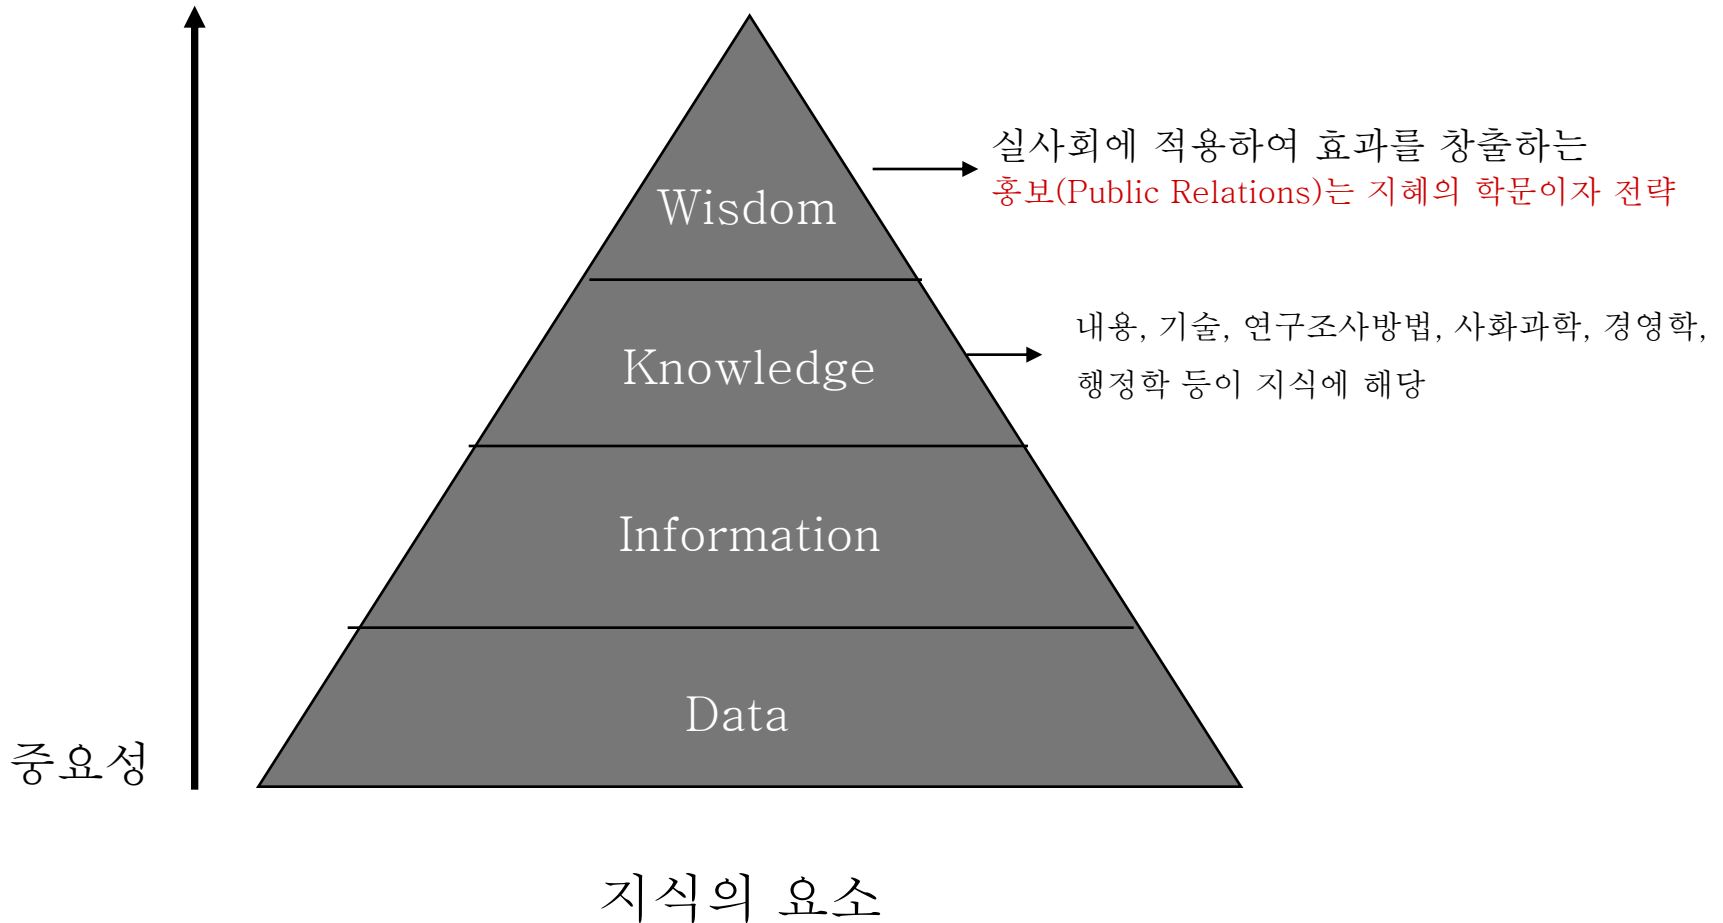 실사회에 적용하여 효과를 창출하는
홍보(Public Relations)는 지혜의 학문이자 전략
Wisdom
내용, 기술, 연구조사방법, 사화과학, 경영학,
행정학 등이 지식에 해당
Knowledge
Information
Data
중요성
지식의 요소